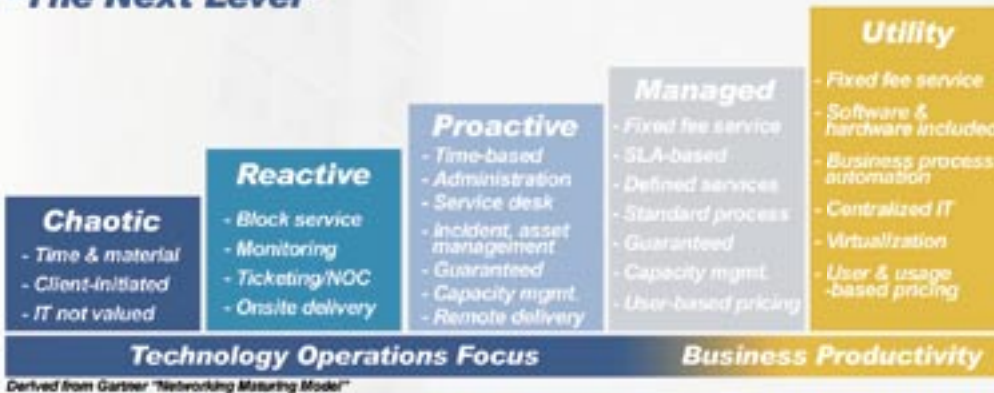 The Next Level
Chaotic
- Time & material
- Client-initiated
- IT not valued
Reactive
- Block service
- Monitoring
- Ticketing/NOC
- Onsite delivery
Proactive
- Time-based
- Administration
- Service desk
- Incident, asset
management
- Guaranteed
- Capacity mgmt.
- Remote delivery
Managed
- Fixed fee service
- SLA-based
- Defined services
- Standard process
- Guaranteed
- Capacity mgmt.
- User-based pricing
Utility
- Fixed fee service
- Software &
hardware included
- Business process
automation
- Centralized IT
- Virtualization
- User & usage
-based pricing
Technology Operations Focus
Business Productivity
Derived from Gartner "Networking Maturing Model"